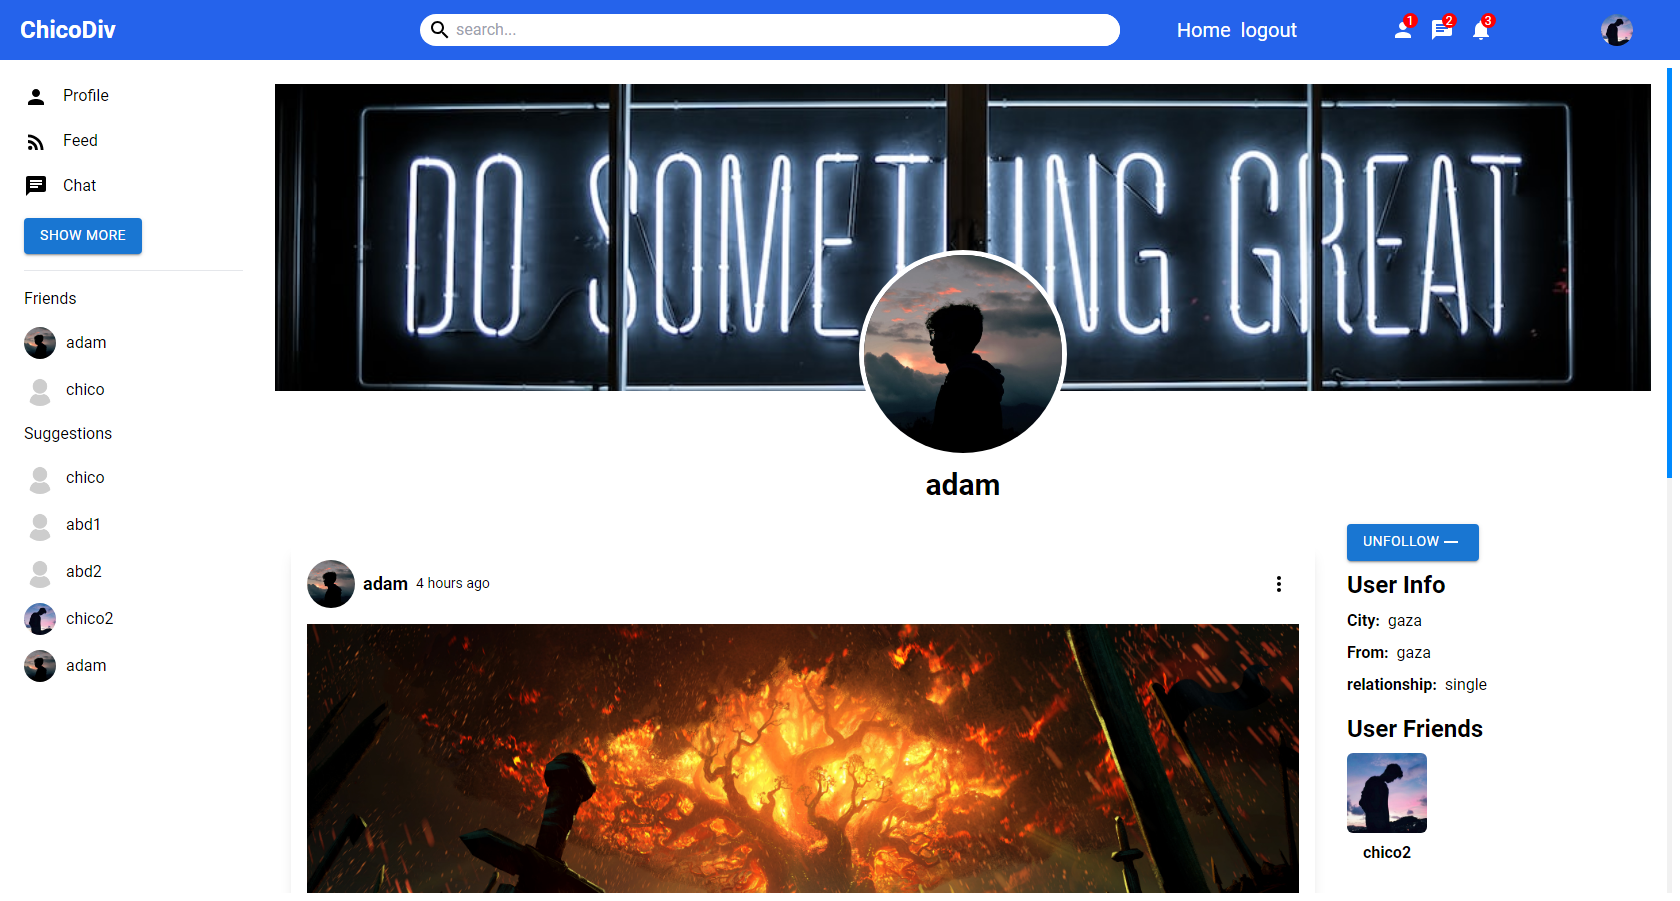 ChicoDiv
search...
Home logout
1
2
3
Profile
Feed
Chat
SHOW MORE
Friends
adam
chico
Suggestions
chico
abd1
abd2
chico2
adam
DO SOMETHING GREAT
adam
adam 4 hours ago
UNFOLLOW
User Info
City: gaza
From: gaza
relationship: single
User Friends
chico2